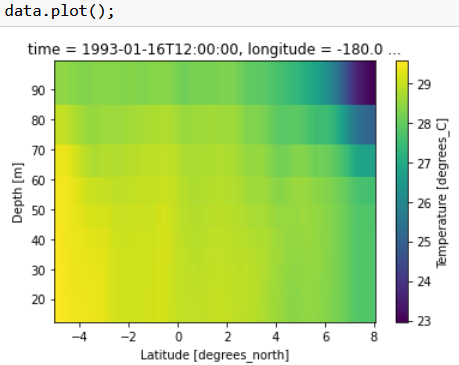 data.plot();
time = 1993-01-16T12:00:00, longitude = -180.0 ...
90
80
70
60
50
40
30
20
Depth [m]
−4 −2 0 2 4 6 8
Latitude [degrees_north]
29
28
27
26
25
24
23
Temperature [degrees_C]